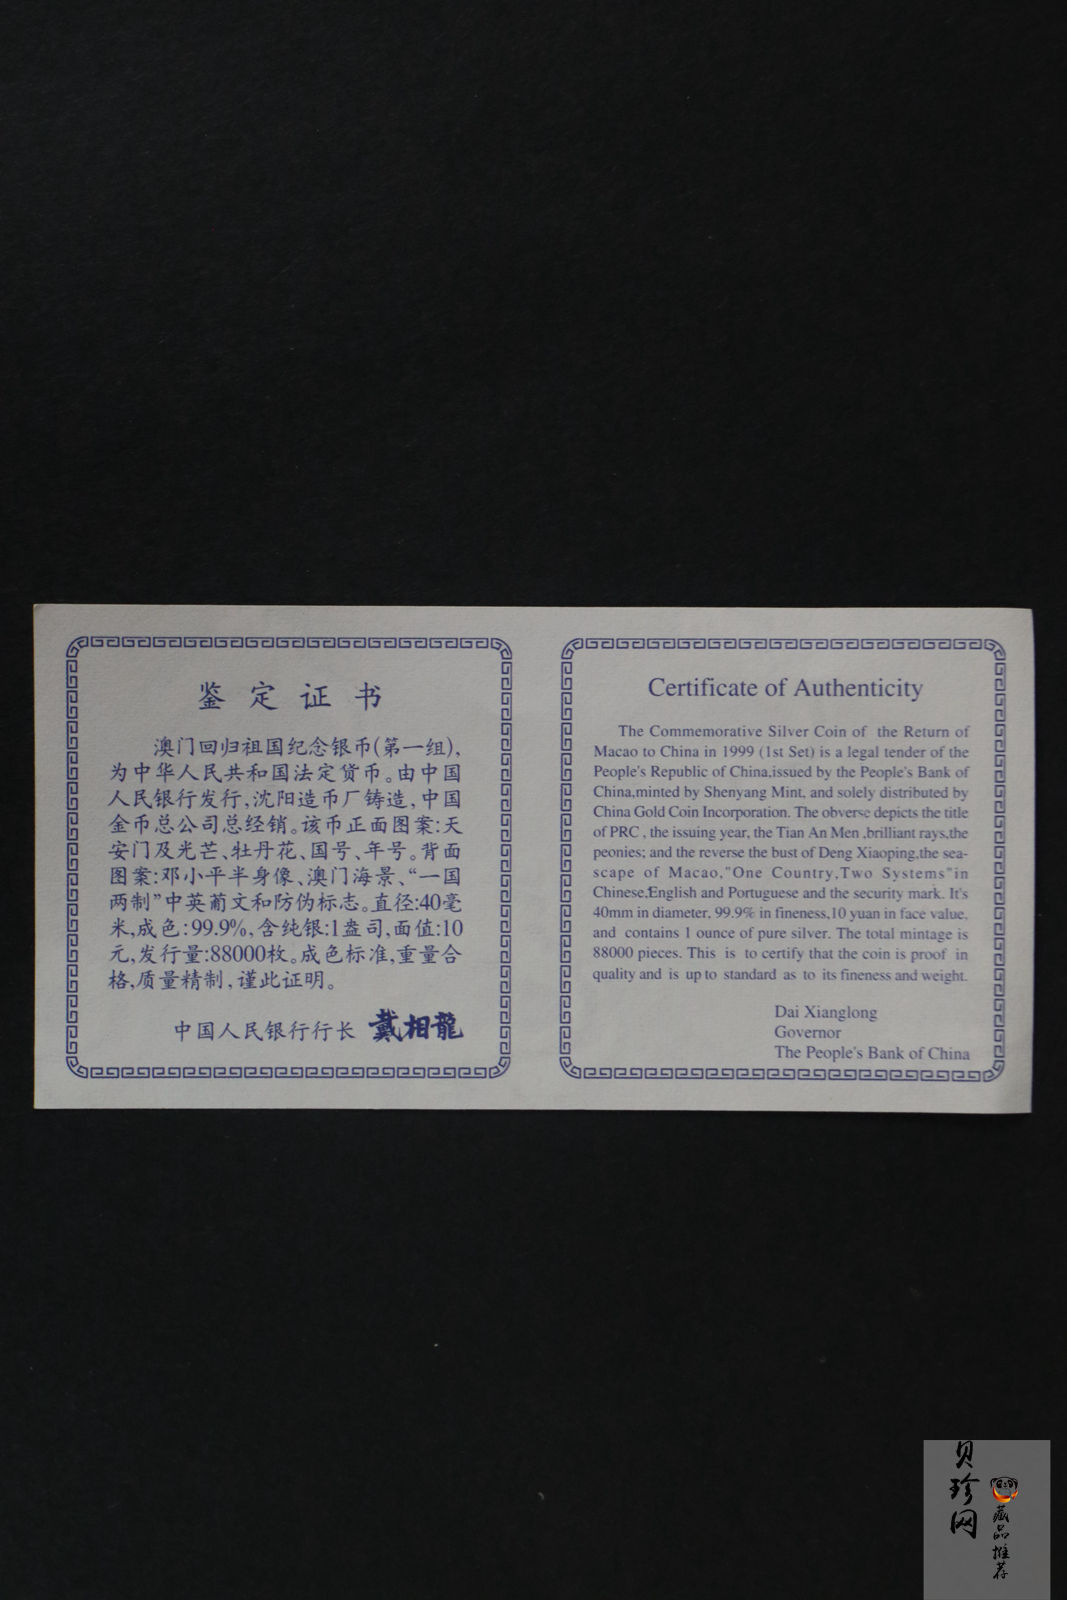 鉴定证书
澳门回归祖国纪念银币(第一组),
为中华人民共和国法定货币。由中国
人民银行发行,沈阳造币厂铸造,中国
金币总公司总经销。该币正面图案:天
安门及光芒、牡丹花、国号、年号。背面
图案:邓小平半身像、澳门海景、“一国
两制”中英葡文和防伪标志。直径:40毫
米,成色:99.9%,含纯银:1盎司,面值:10
元,发行量:88000枚。成色标准,重量合
格,质量精制,谨此证明。
中国人民银行行长 戴相龍
Certificate of Authenticity
The Commemorative Silver Coin of the Return of
Macao to China in 1999 (1st Set) is a legal tender of the
People's Republic of China,issued by the People's Bank of
China,minted by Shenyang Mint, and solely distributed by
China Gold Coin Incorporation. The obverse depicts the title
of PRC , the issuing year, the Tian An Men ,brilliant rays,the
peonies; and the reverse the bust of Deng Xiaoping,the sea-
scape of Macao,"One Country,Two Systems"in
Chinese,English and Portuguese and the security mark. It's
40mm in diameter, 99.9% in fineness,10 yuan in face value,
and contains 1 ounce of pure silver. The total mintage is
88000 pieces. This is to certify that the coin is proof in
quality and is up to standard as to its fineness and weight.
Dai Xianglong
Governor
The People's Bank of China
贝珍网
藏品推荐